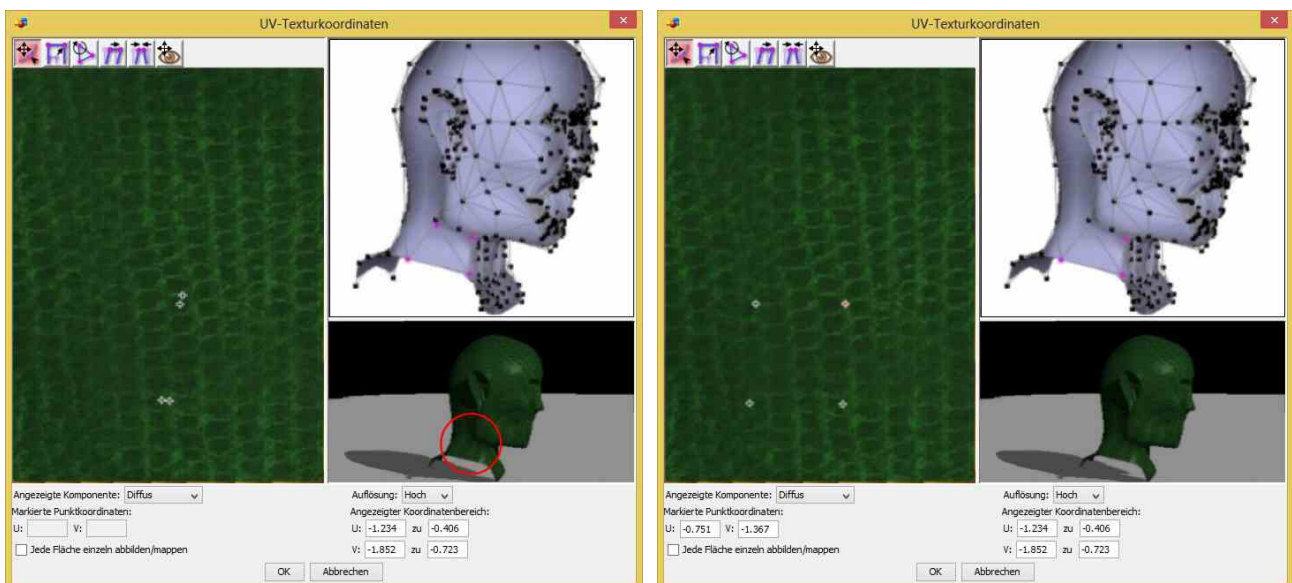 UV-Texturkoordinaten
Angezeigte Komponente: Diffus
Auflösung: Hoch
Markierte Punktkoordinaten:
Angezeigter Koordinatenbereich:
U: V:
U: -1.234 zu -0.406
Jede Fläche einzeln abbilden/mappen
V: -1.852 zu -0.723
OK Abbrechen
UV-Texturkoordinaten
Angezeigte Komponente: Diffus
Auflösung: Hoch
Markierte Punktkoordinaten:
Angezeigter Koordinatenbereich:
U: -0.751 V: -1.367
U: -1.234 zu -0.406
Jede Fläche einzeln abbilden/mappen
V: -1.852 zu -0.723
OK Abbrechen